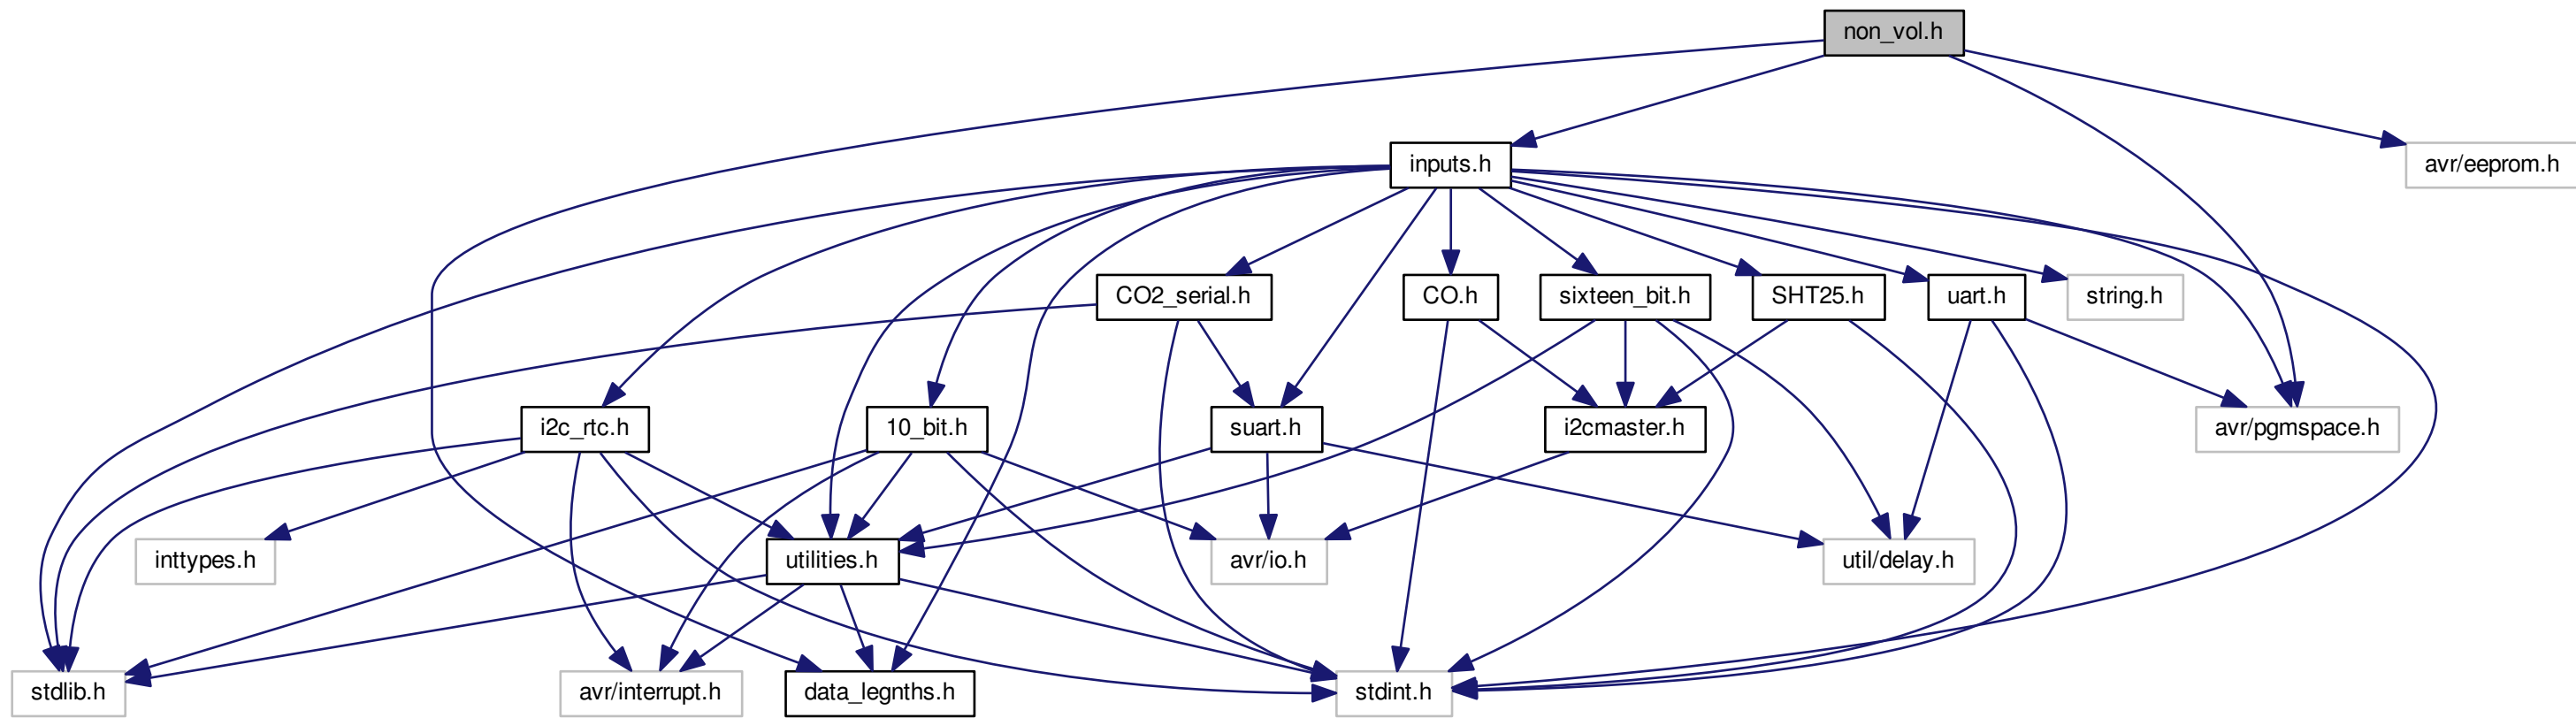 non_vol.h
inputs.h
avr/eeprom.h
CO2_serial.h
CO.h
sixteen_bit.h
SHT25.h
uart.h
string.h
i2c_rtc.h
10_bit.h
suart.h
i2cmaster.h
avr/pgmspace.h
inttypes.h
utilities.h
avr/io.h
util/delay.h
stdlib.h
avr/interrupt.h
data_legnths.h
stdint.h